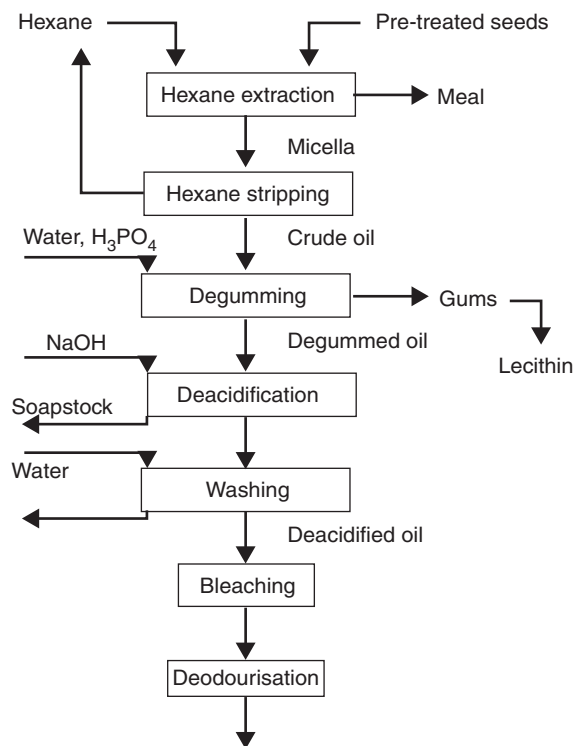 Hexane
Pre-treated seeds
Hexane extraction
Meal
Micella
Hexane stripping
Crude oil
Water, H₃PO₄
Degumming
Gums
Degummed oil
NaOH
Lecithin
Deacidification
Soapstock
Water
Washing
Deacidified oil
Bleaching
Deodourisation